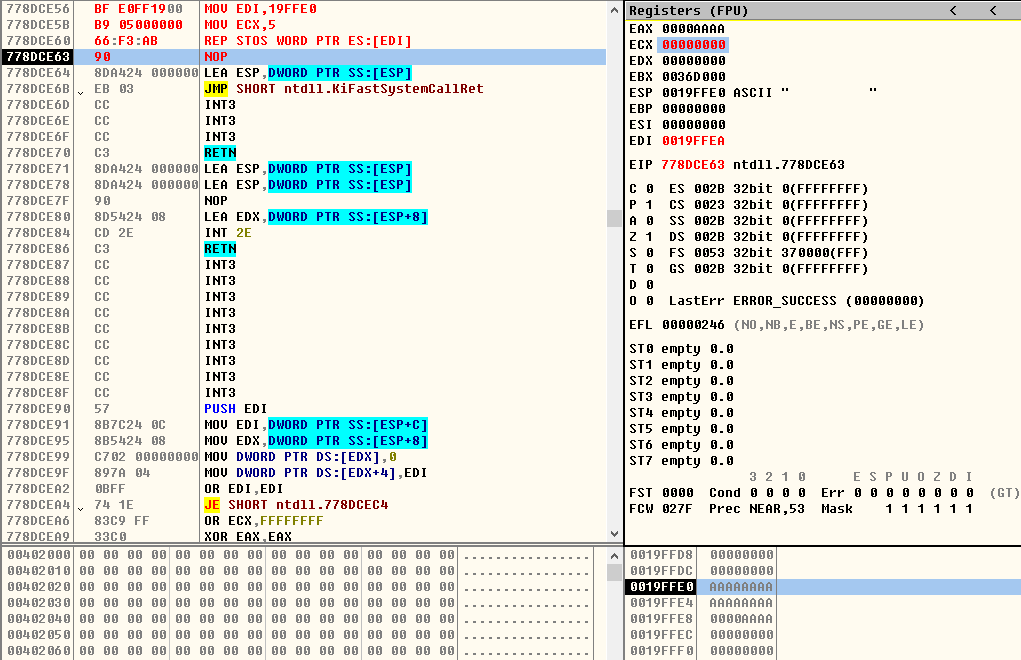 778DCE56 BF E0FF1900 MOV EDI,19FFE0
778DCE5B B9 05000000 MOV ECX,5
778DCE60 66:F3:AB REP STOS WORD PTR ES:[EDI]
778DCE63 90 NOP
778DCE64 8DA424 000000 LEA ESP,DWORD PTR SS:[ESP]
778DCE6B EB 03 JMP SHORT ntdll.KiFastSystemCallRet
778DCE6D CC INT3
778DCE6E CC INT3
778DCE6F CC INT3
778DCE70 C3 RETN
778DCE71 8DA424 000000 LEA ESP,DWORD PTR SS:[ESP]
778DCE78 8DA424 000000 LEA ESP,DWORD PTR SS:[ESP]
778DCE7F 90 NOP
778DCE80 8D5424 08 LEA EDX,DWORD PTR SS:[ESP+8]
778DCE84 CD 2E INT 2E
778DCE86 C3 RETN
778DCE87 CC INT3
778DCE88 CC INT3
778DCE89 CC INT3
778DCE8A CC INT3
778DCE8B CC INT3
778DCE8C CC INT3
778DCE8D CC INT3
778DCE8E CC INT3
778DCE8F CC INT3
778DCE90 57 PUSH EDI
778DCE91 8B7C24 0C MOV EDI,DWORD PTR SS:[ESP+C]
778DCE95 8B5424 08 MOV EDX,DWORD PTR SS:[ESP+8]
778DCE99 C702 00000000 MOV DWORD PTR DS:[EDX],0
778DCE9F 897A 04 MOV DWORD PTR DS:[EDX+4],EDI
778DCEA2 0BFF OR EDI,EDI
778DCEA4 74 1E JE SHORT ntdll.778DCEC4
778DCEA6 83C9 FF OR ECX,FFFFFFFF
778DCEA9 33C0 XOR EAX,EAX
Registers (FPU) < <
EAX 0000AAAA
ECX 00000000
EDX 00000000
EBX 0036D000
ESP 0019FFE0 ASCII " "
EBP 00000000
ESI 00000000
EDI 0019FFEA
EIP 778DCE63 ntdll.778DCE63
C 0 ES 002B 32bit 0(FFFFFFFF)
P 1 CS 0023 32bit 0(FFFFFFFF)
A 0 SS 002B 32bit 0(FFFFFFFF)
Z 1 DS 002B 32bit 0(FFFFFFFF)
S 0 FS 0053 32bit 370000(FFF)
T 0 GS 002B 32bit 0(FFFFFFFF)
D 0
O 0 LastErr ERROR_SUCCESS (00000000)
EFL 00000246 (NO,NB,E,BE,NS,PE,GE,LE)
ST0 empty 0.0
ST1 empty 0.0
ST2 empty 0.0
ST3 empty 0.0
ST4 empty 0.0
ST5 empty 0.0
ST6 empty 0.0
ST7 empty 0.0
3 2 1 0 E S P U O Z D I
FST 0000 Cond 0 0 0 0 Err 0 0 0 0 0 0 0 0 (GT)
FCW 027F Prec NEAR,53 Mask 1 1 1 1 1 1
00402000 00 00 00 00 00 00 00 00 00 00 00 00 00 00 00 00 ................
00402010 00 00 00 00 00 00 00 00 00 00 00 00 00 00 00 00 ................
00402020 00 00 00 00 00 00 00 00 00 00 00 00 00 00 00 00 ................
00402030 00 00 00 00 00 00 00 00 00 00 00 00 00 00 00 00 ................
00402040 00 00 00 00 00 00 00 00 00 00 00 00 00 00 00 00 ................
00402050 00 00 00 00 00 00 00 00 00 00 00 00 00 00 00 00 ................
00402060 00 00 00 00 00 00 00 00 00 00 00 00 00 00 00 00 ................
0019FFD8 00000000
0019FFDC 00000000
0019FFE0 AAAAAAAA
0019FFE4 AAAAAAAA
0019FFE8 0000AAAA
0019FFEC 00000000
0019FFF0 00000000